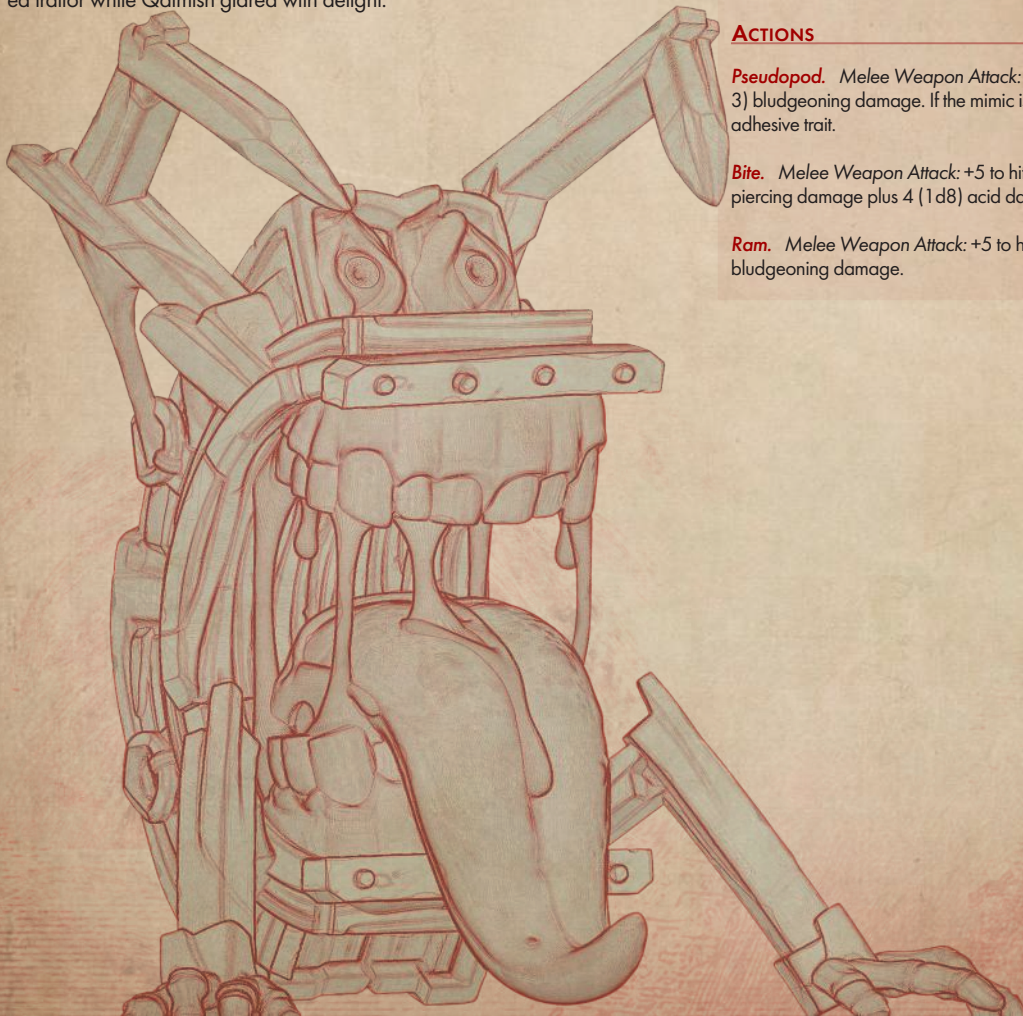 ed traitor while Qalmish glared with delight.
ACTIONS
Pseudopod. Melee Weapon Attack:
3) bludgeoning damage. If the mimic i
adhesive trait.
Bite. Melee Weapon Attack: +5 to hi
piercing damage plus 4 (1d8) acid da
Ram. Melee Weapon Attack: +5 to h
bludgeoning damage.